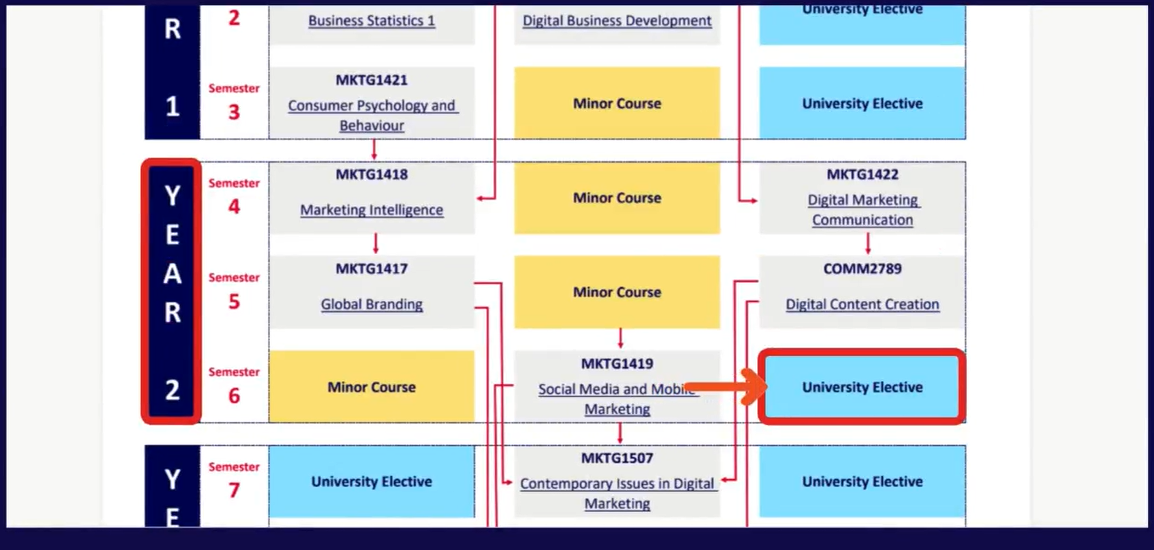 R
2
Business Statistics 1
Digital Business Development
University Elective
1
Semester
3
MKTG1421
Consumer Psychology and
Behaviour
Minor Course
University Elective
Y
E
A
R
2
Semester
4
MKTG1418
Marketing Intelligence
Minor Course
MKTG1422
Digital Marketing
Communication
Semester
5
MKTG1417
Global Branding
Minor Course
COMM2789
Digital Content Creation
Semester
6
Minor Course
MKTG1419
Social Media and Mobile
Marketing
University Elective
Y
E
Semester
7
University Elective
MKTG1507
Contemporary Issues in Digital
Marketing
University Elective